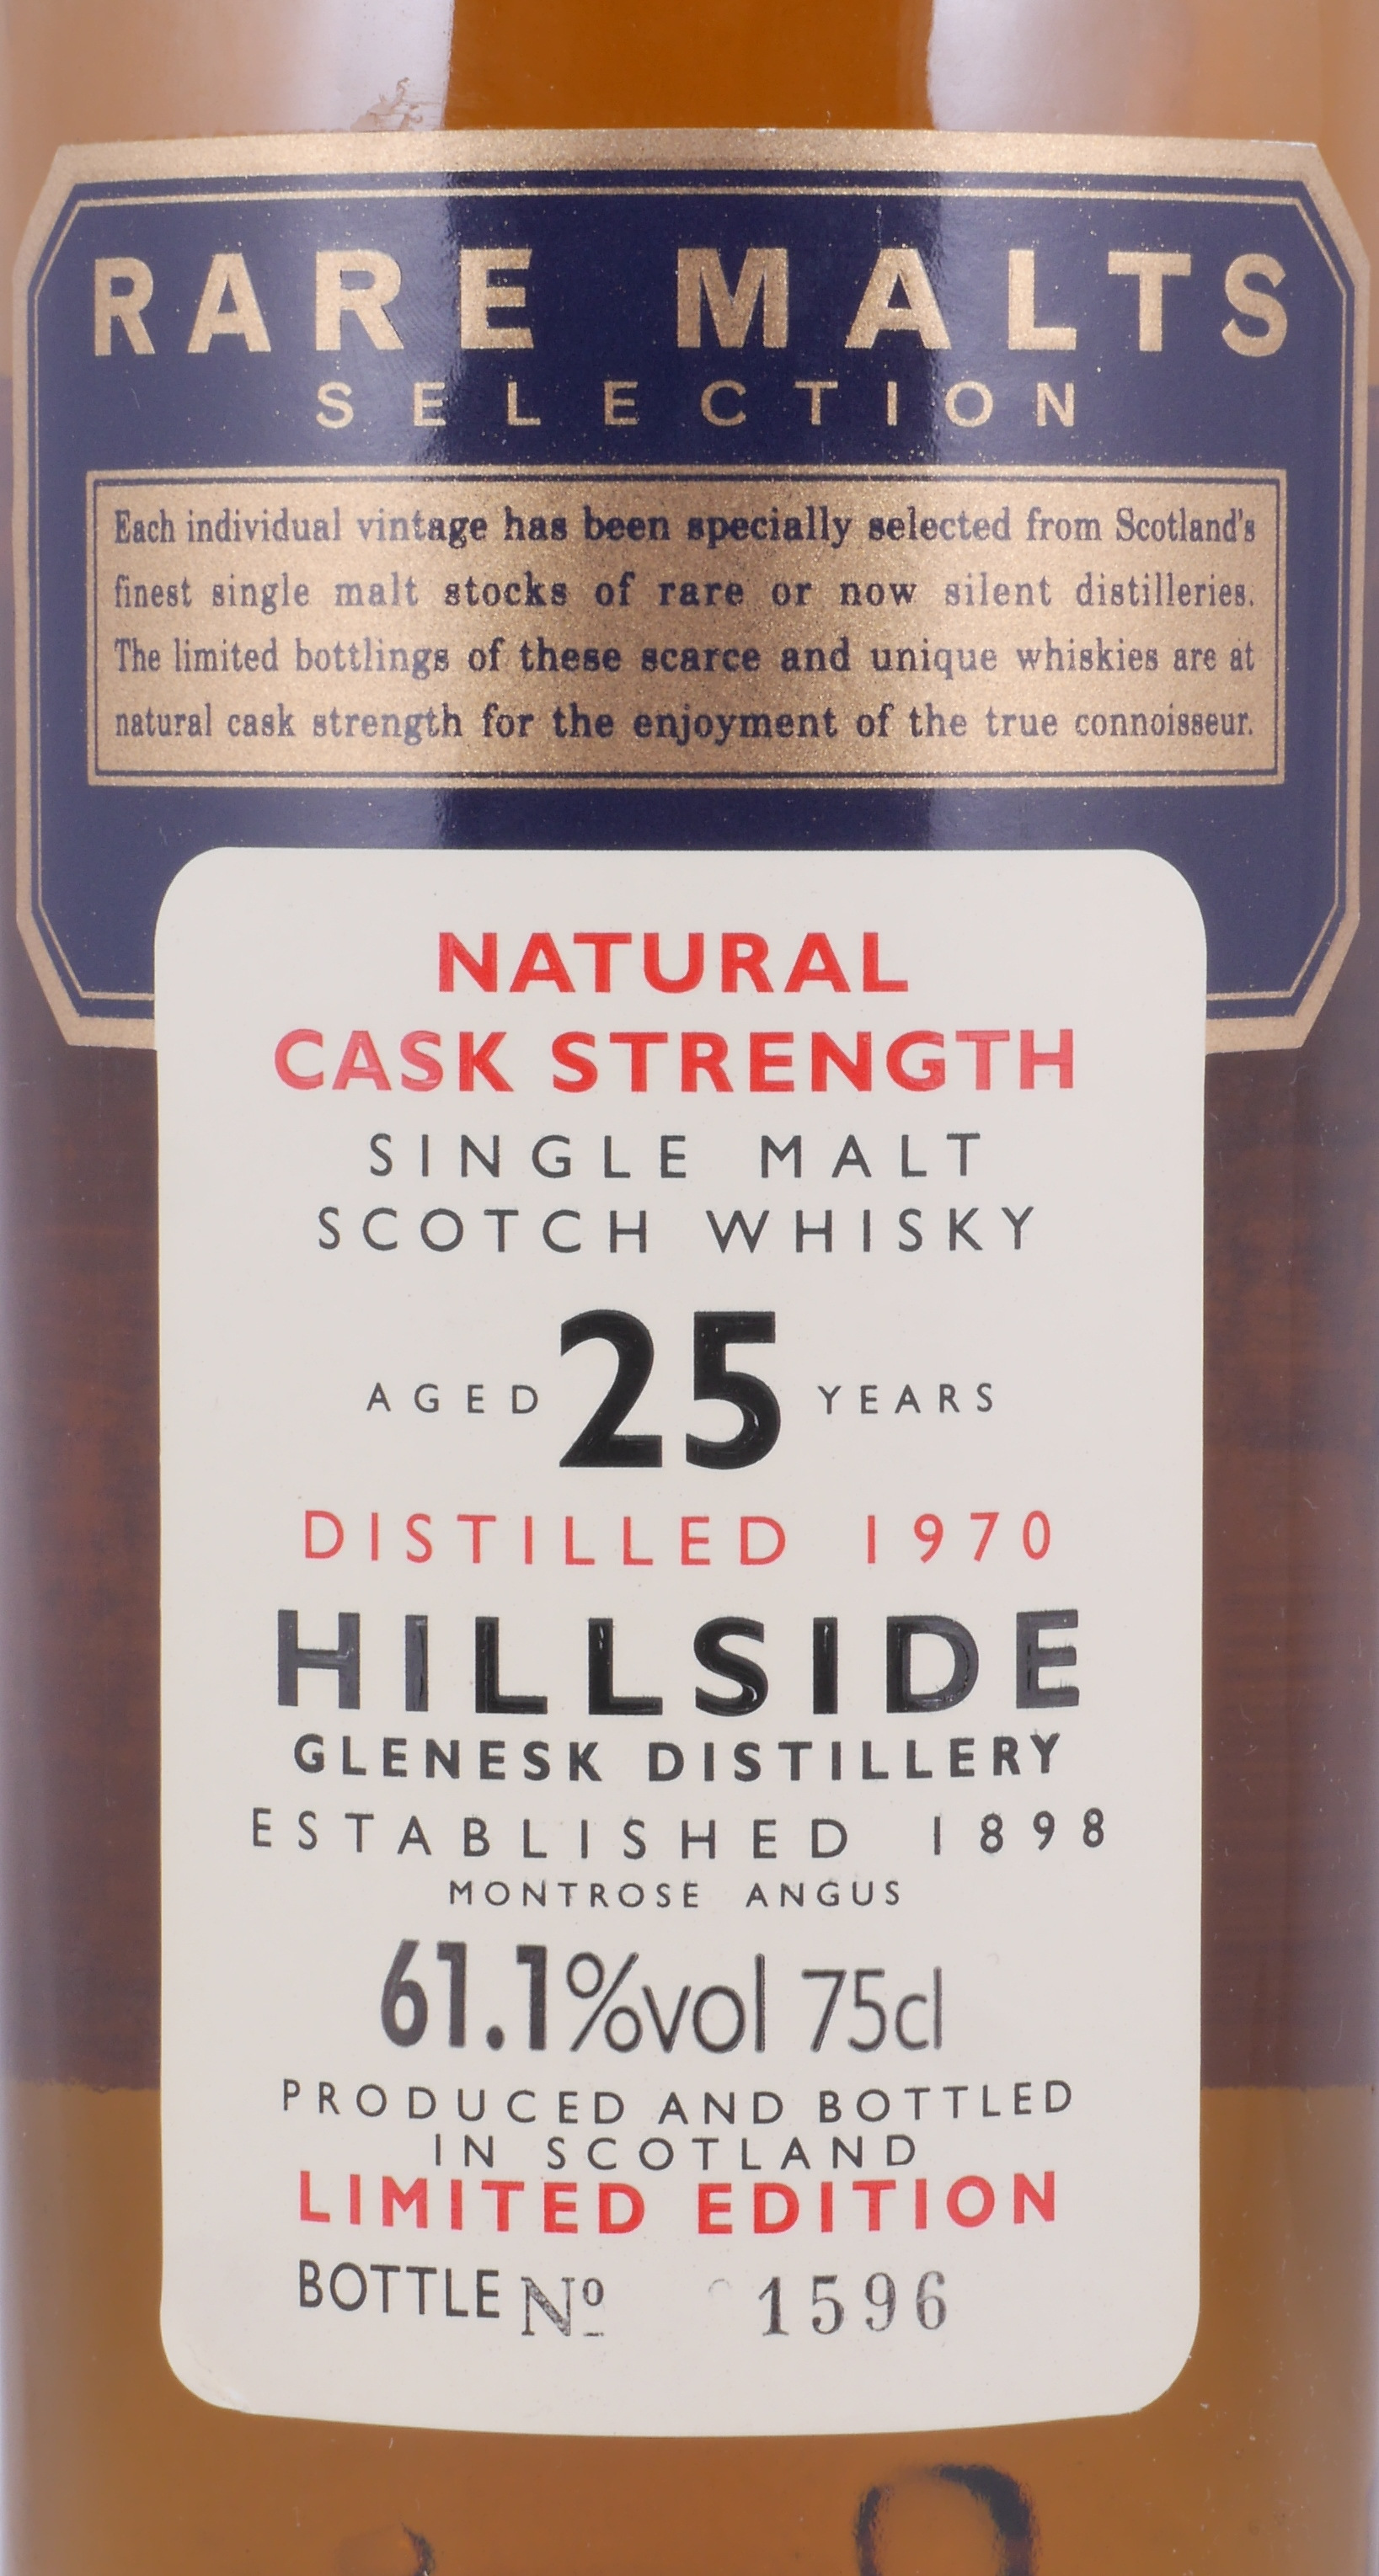 RARE MALTS
SELECTION
Each individual vintage has been specially selected from Scotland's
finest single malt stocks of rare or now silent distilleries.
The limited bottlings of these scarce and unique whiskies are at
natural cask strength for the enjoyment of the true connoisseur.
NATURAL
CASK STRENGTH
SINGLE MALT
SCOTCH WHISKY
AGED 25 YEARS
DISTILLED 1970
HILLSIDE
GLENESK DISTILLERY
ESTABLISHED 1898
MONTROSE ANGUS
61.1%vol 75cl
PRODUCED AND BOTTLED
IN SCOTLAND
LIMITED EDITION
BOTTLE Nº 1596